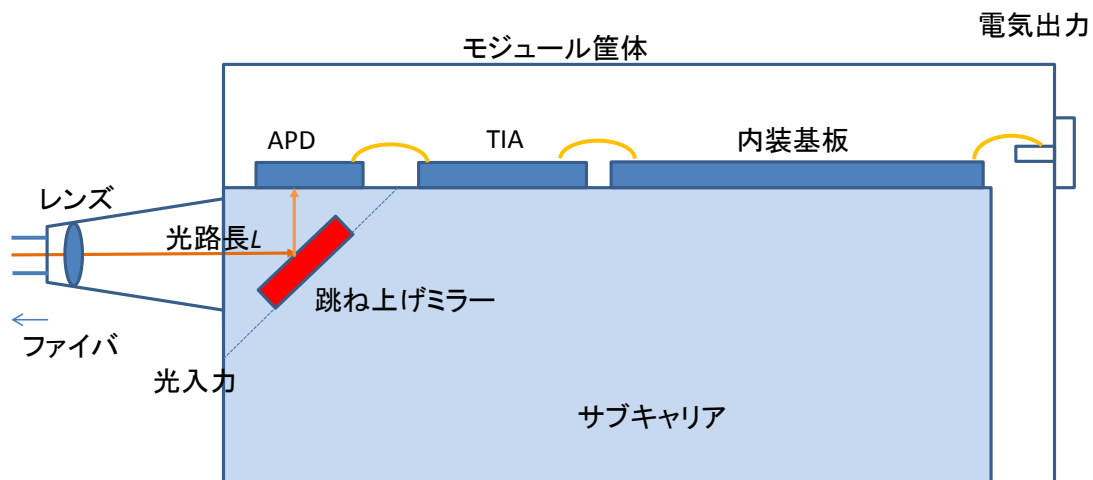 電気出力
モジュール筐体
APD
TIA
内装基板
レンズ
光路長L
跳ね上げミラー
ファイバ
光入力
サブキャリア